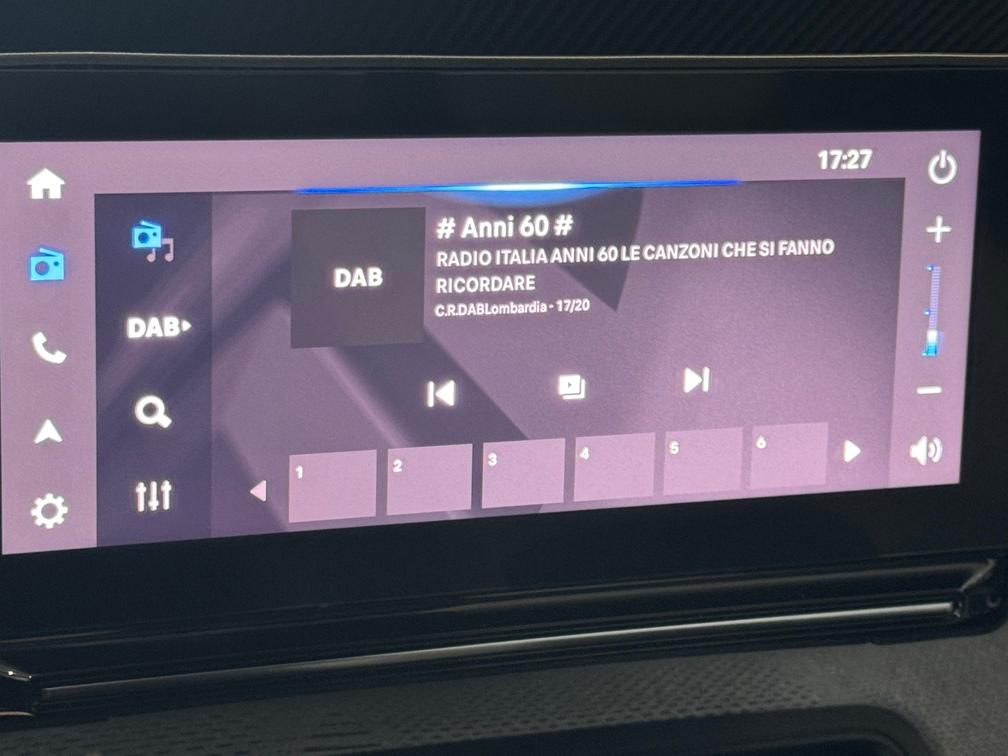 17:27
# Anni 60 #
DAB
RADIO ITALIA ANNI 60 LE CANZONI CHE SI FANNO
RICORDARE
C.R.DABLombardia - 17/20
DAB
1 2 3 4 5 6